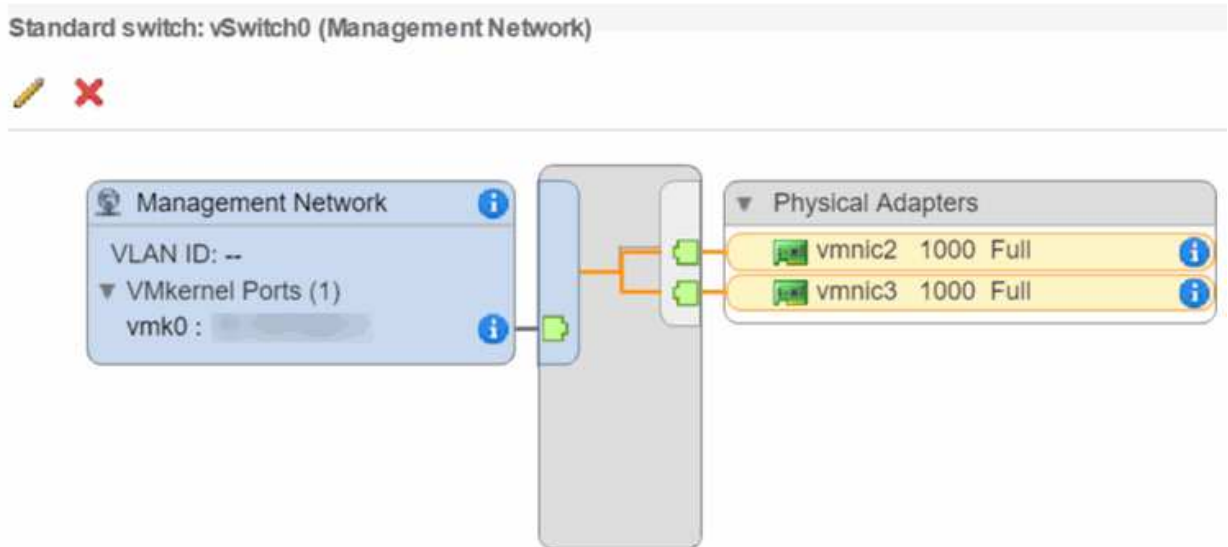 Standard switch: vSwitch0 (Management Network)
Management Network
VLAN ID: --
VMkernel Ports (1)
vmk0 :
Physical Adapters
vmnic2 1000 Full
vmnic3 1000 Full